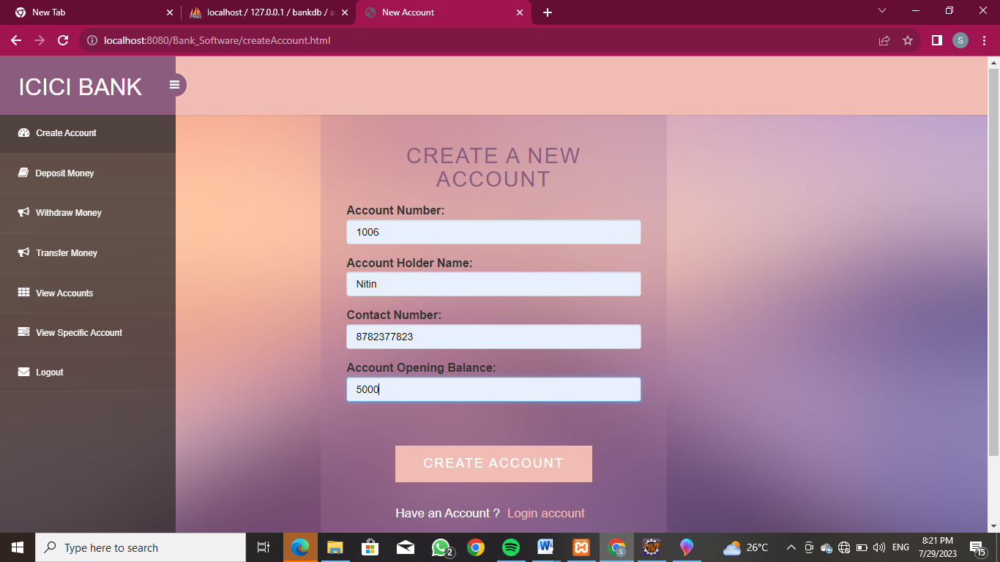 New Tab
localhost / 127.0.0.1 / bankdb / a
New Account
localhost:8080/Bank_Software/createAccount.html
S
ICICI BANK
Create Account
Deposit Money
Withdraw Money
Transfer Money
View Accounts
View Specific Account
Logout
CREATE A NEW
ACCOUNT
Account Number:
1006
Account Holder Name:
Nitin
Contact Number:
8782377823
Account Opening Balance:
5000
CREATE ACCOUNT
Have an Account ? Login account
Type here to search
2
W
S
26°C
ENG
8:21 PM
7/29/2023
15